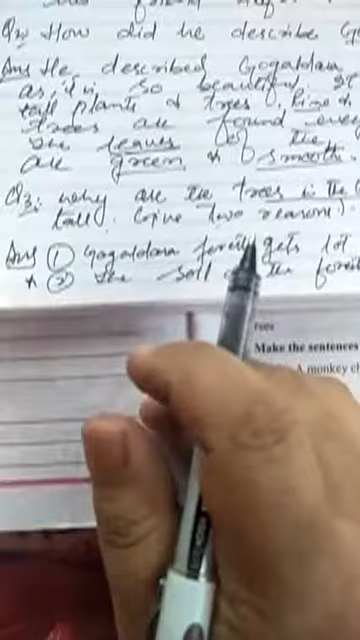 Q2: How did he describe
Ans He described Gogaldara
as, it is so beautiful
tall plants & trees. Pine &
trees are found
the leaves of the
are green & smooth
Q3: Why are the trees in the
tall. Give two reasons.
Ans ① Gogaldara forest gets lot
& ② The soil of the
Make the sentences
A monkey